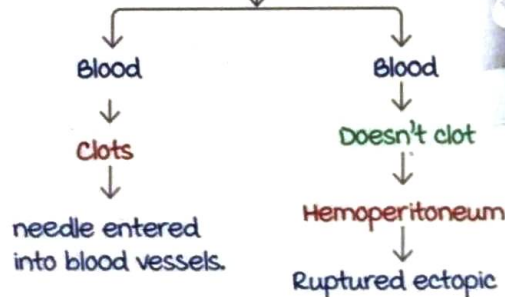 Blood
Clots
needle entered
into blood vessels.
Blood
Doesn't clot
Hemoperitoneum
Ruptured ectopic